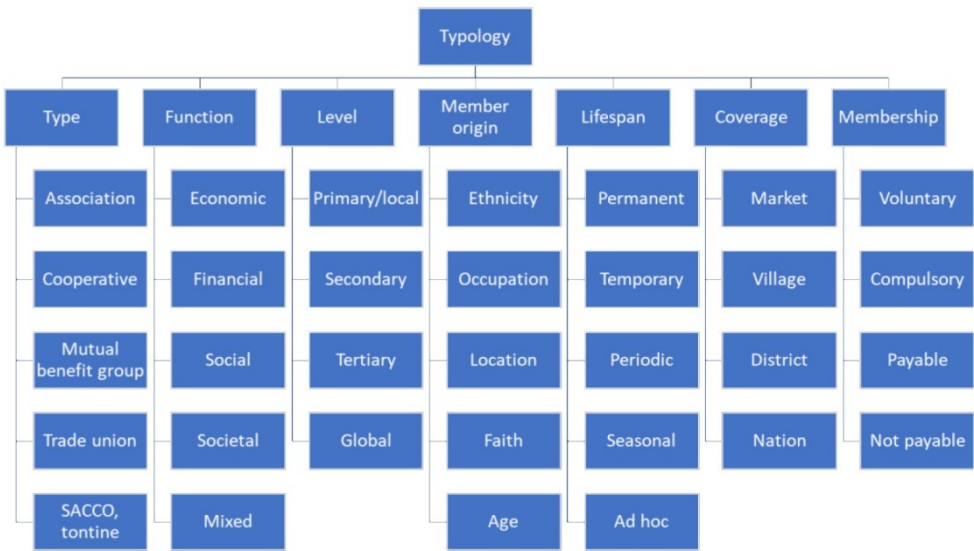 Typology
Type
Function
Level
Member
origin
Lifespan
Coverage
Membership
Association
Economic
Primary/local
Ethnicity
Permanent
Market
Voluntary
Cooperative
Financial
Secondary
Occupation
Temporary
Village
Compulsory
Mutual
benefit group
Social
Tertiary
Location
Periodic
District
Payable
Trade union
Societal
Global
Faith
Seasonal
Nation
Not payable
SACCO,
tontine
Mixed
Age
Ad hoc